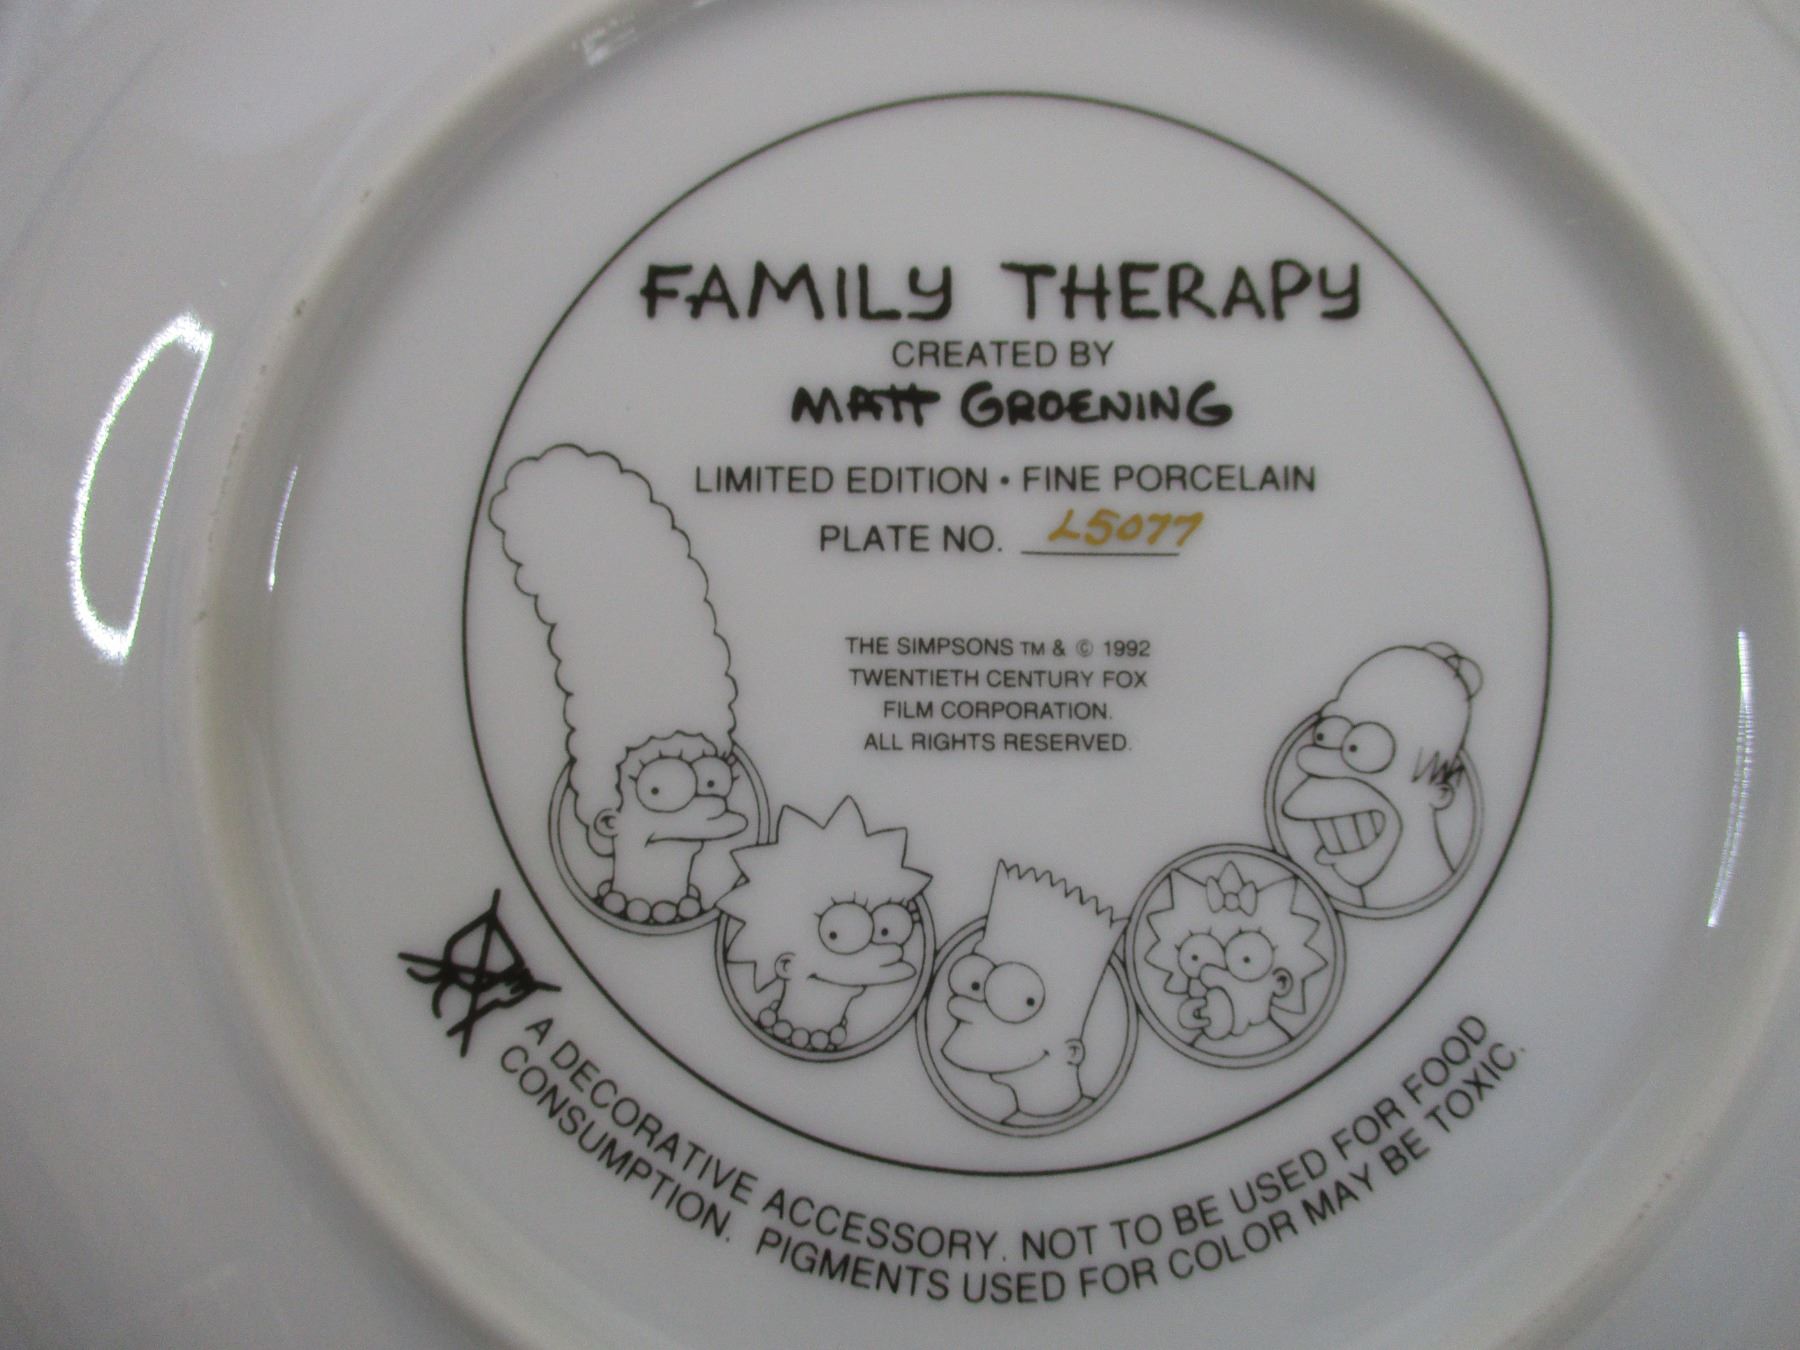 FAMILY THERAPY
CREATED BY
MATT GROENING
LIMITED EDITION • FINE PORCELAIN
PLATE NO. L5077
THE SIMPSONS TM & © 1992
TWENTIETH CENTURY FOX
FILM CORPORATION.
ALL RIGHTS RESERVED.
A DECORATIVE ACCESSORY. NOT TO BE USED FOR FOOD
CONSUMPTION. PIGMENTS USED FOR COLOR MAY BE TOXIC.